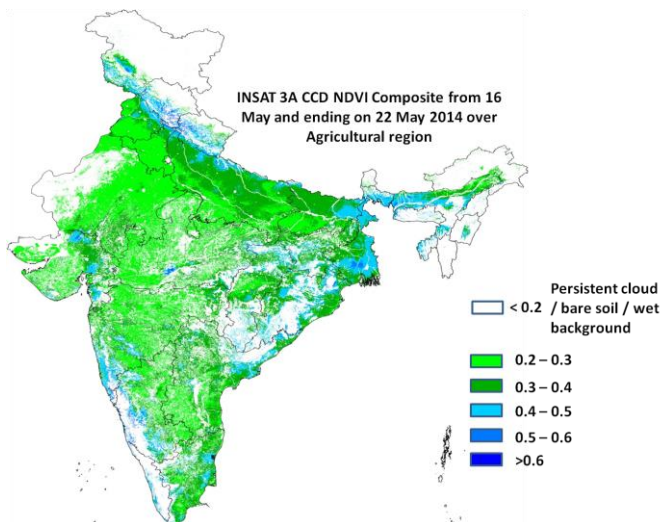 INSAT 3A CCD NDVI Composite from 16
May and ending on 22 May 2014 over
Agricultural region
< 0.2
Persistent cloud
/ bare soil / wet
background
0.2 – 0.3
0.3 – 0.4
0.4 – 0.5
0.5 – 0.6
>0.6